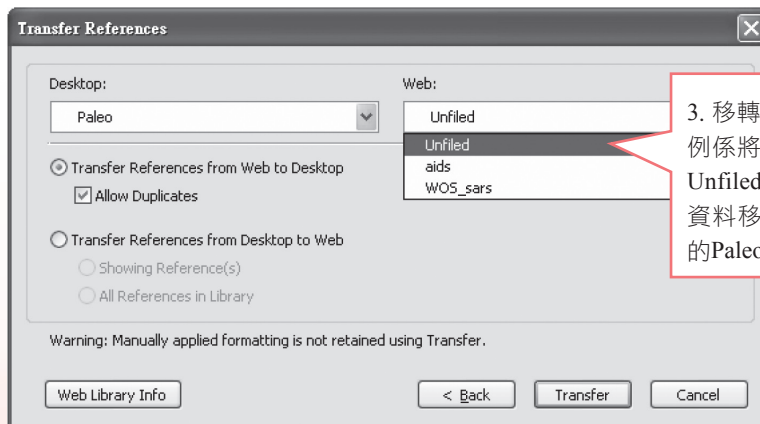 Transfer References
Desktop:
Web:
Paleo
Unfiled
Unfiled
aids
WOS_sars
Transfer References from Web to Desktop
Allow Duplicates
Transfer References from Desktop to Web
Showing Reference(s)
All References in Library
Warning: Manually applied formatting is not retained using Transfer.
Web Library Info
< Back
Transfer
Cancel
3. 移轉
例係將
Unfiled
資料移
的Paleo